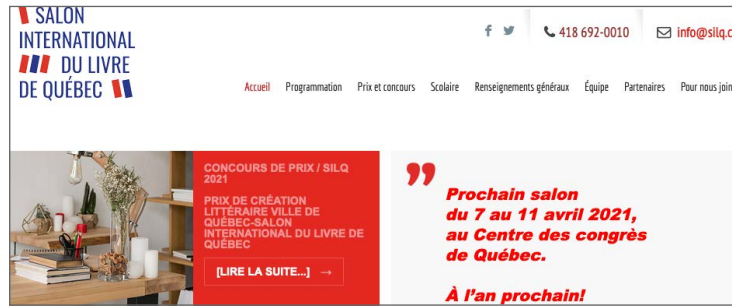 SALON
INTERNATIONAL
DU LIVRE
DE QUÉBEC
418 692-0010
info@silq.c
Accueil Programmation Prix et concours Scolaire Renseignements généraux Équipe Partenaires Pour nous join
CONCOURS DE PRIX / SILQ
2021
PRIX DE CRÉATION
LITTÉRAIRE VILLE DE
QUÉBEC-SALON
INTERNATIONAL DU LIVRE DE
QUÉBEC
[LIRE LA SUITE...] →
Prochain salon
du 7 au 11 avril 2021,
au Centre des congrès
de Québec.
À l'an prochain!